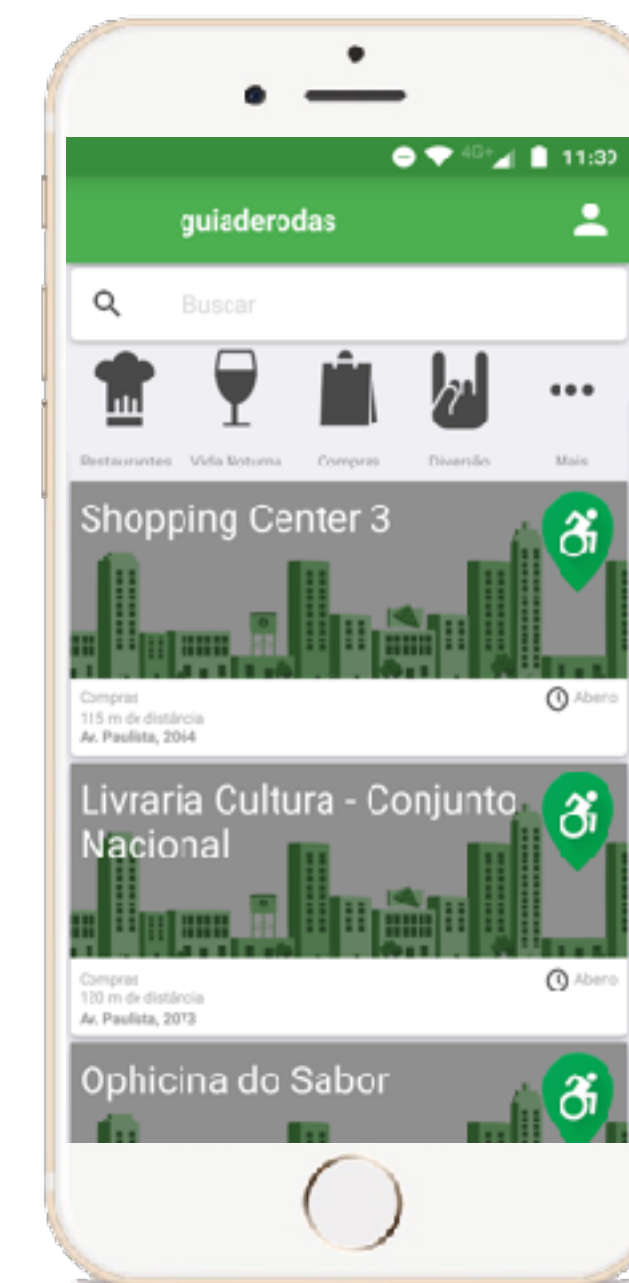 4G+ 11:30
guiaderodas
Buscar
Restaurantes Vida Noturna Compras Diversão Mais
Shopping Center 3
Compras
115 m de distância
Av. Paulista, 2064
Aberto
Livraria Cultura - Conjunto
Nacional
Compras
120 m de distância
Av. Paulista, 2073
Aberto
Ophicina do Sabor